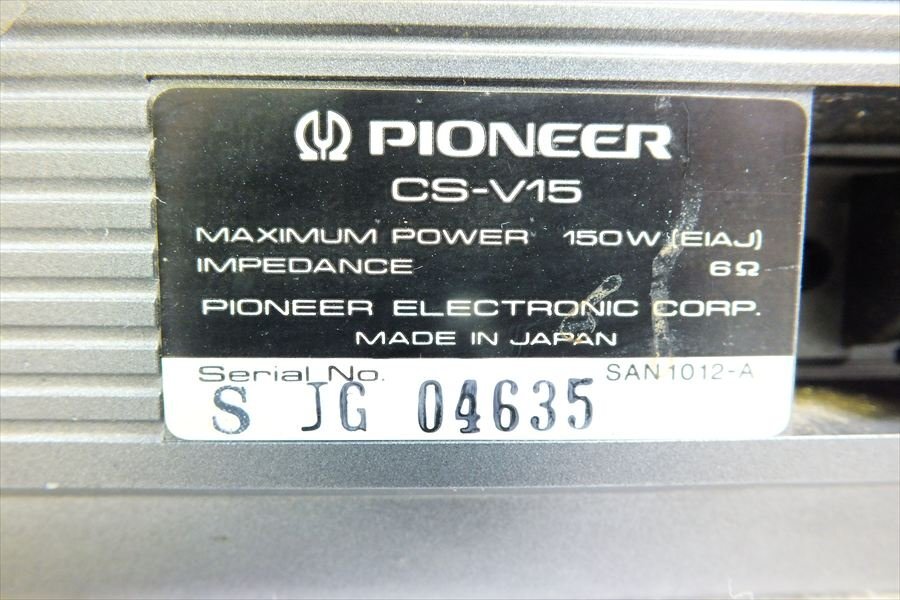 PIONEER
CS-V15
MAXIMUM POWER 150W (EIAJ)
IMPEDANCE 6Ω
PIONEER ELECTRONIC CORP.
MADE IN JAPAN
Serial No. SAN1012-A
S JG 04635